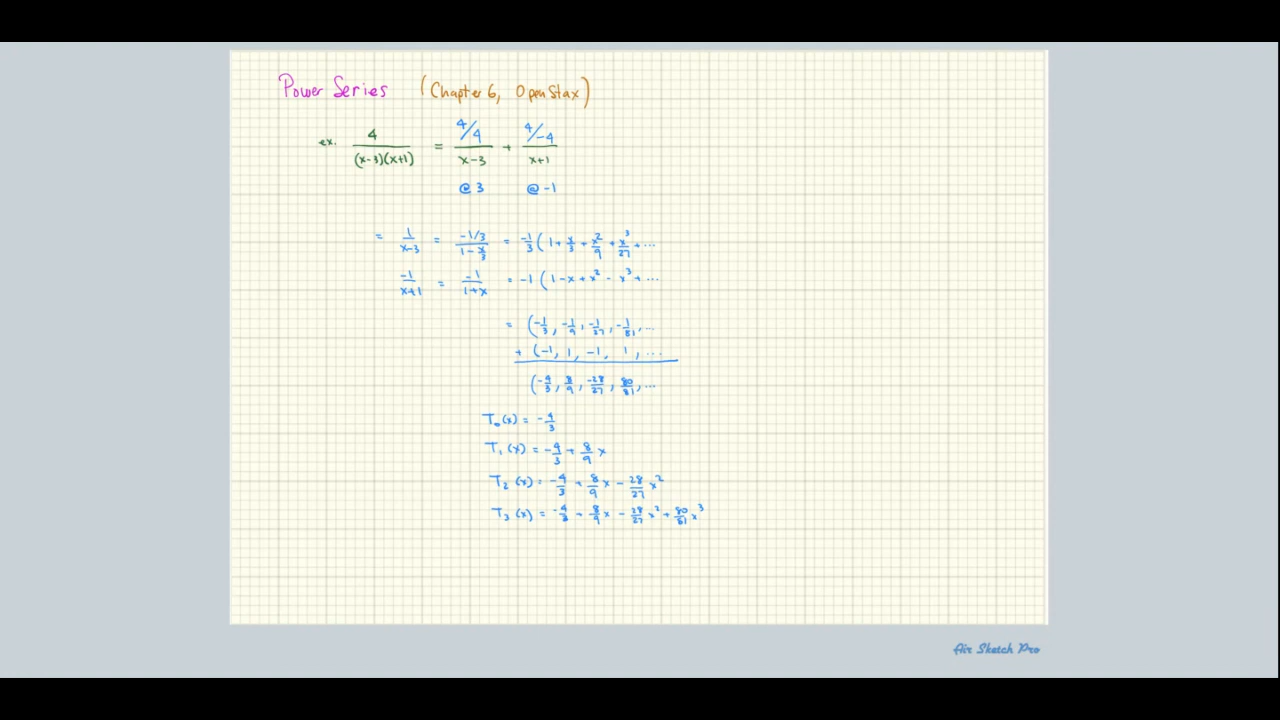 Power Series (Chapter 6, OpenStax)
ex. 4/((x-3)(x+1)) = (4/4)/(x-3) + (4/-4)/(x+1)
@ 3 @ -1
= 1/(x-3) = (-1/3)/(1 - x/3) = -1/3 (1 + x/3 + x²/9 + x³/27 + ...
-1/(x+1) = -1/(1+x) = -1 (1 - x + x² - x³ + ...
= (-1/3, -1/9, -1/27, -1/81, ...
+ (-1, 1, -1, 1, ...
(-4/3, 8/9, -28/27, 80/81, ...
T₀(x) = -4/3
T₁(x) = -4/3 + 8/9 x
T₂(x) = -4/3 + 8/9 x - 28/27 x²
T₃(x) = -4/3 + 8/9 x - 28/27 x² + 80/81 x³
Air Sketch Pro